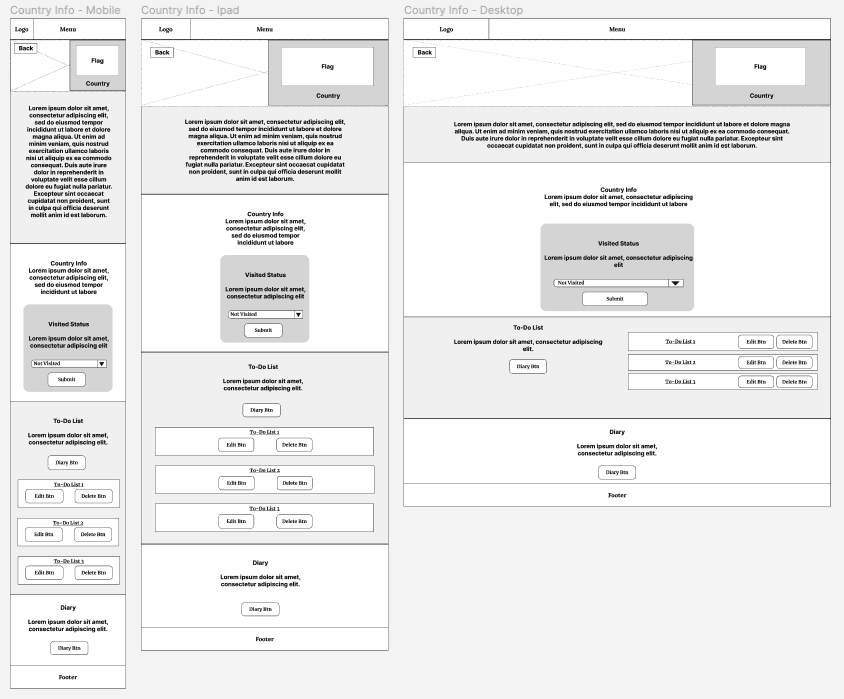 Country Info - Mobile
Logo
Menu
Back
Flag
Country
Lorem ipsum dolor sit amet,
consectetur adipiscing elit,
sed do eiusmod tempor
incididunt ut labore et dolore
magna aliqua. Ut enim ad
minim veniam, quis nostrud
exercitation ullamco laboris
nisi ut aliquip ex ea commodo
consequat. Duis aute irure
dolor in reprehenderit in
voluptate velit esse cillum
dolore eu fugiat nulla pariatur.
Excepteur sint occaecat
cupidatat non proident, sunt
in culpa qui officia deserunt
mollit anim id est laborum.
Country Info
Lorem ipsum dolor sit amet,
consectetur adipiscing elit,
sed do eiusmod tempor
incididunt ut labore
Visited Status
Lorem ipsum dolor sit amet,
consectetur adipiscing elit
Not Visited
Submit
To-Do List
Lorem ipsum dolor sit amet,
consectetur adipiscing elit.
Diary Btn
To-Do List 1
Edit Btn
Delete Btn
To-Do List 2
Edit Btn
Delete Btn
To-Do List 3
Edit Btn
Delete Btn
Diary
Lorem ipsum dolor sit amet,
consectetur adipiscing elit.
Diary Btn
Footer
Country Info - Ipad
Logo
Menu
Back
Flag
Country
Lorem ipsum dolor sit amet, consectetur adipiscing elit,
sed do eiusmod tempor incididunt ut labore et dolore
magna aliqua. Ut enim ad minim veniam, quis nostrud
exercitation ullamco laboris nisi ut aliquip ex ea
commodo consequat. Duis aute irure dolor in
reprehenderit in voluptate velit esse cillum dolore eu
fugiat nulla pariatur. Excepteur sint occaecat cupidatat
non proident, sunt in culpa qui officia deserunt mollit
anim id est laborum.
Country Info
Lorem ipsum dolor sit amet,
consectetur adipiscing elit,
sed do eiusmod tempor
incididunt ut labore
Visited Status
Lorem ipsum dolor sit amet,
consectetur adipiscing elit
Not Visited
Submit
To-Do List
Lorem ipsum dolor sit amet,
consectetur adipiscing elit.
Diary Btn
To-Do List 1
Edit Btn
Delete Btn
To-Do List 2
Edit Btn
Delete Btn
To-Do List 3
Edit Btn
Delete Btn
Diary
Lorem ipsum dolor sit amet,
consectetur adipiscing elit.
Diary Btn
Footer
Country Info - Desktop
Logo
Menu
Back
Flag
Country
Lorem ipsum dolor sit amet, consectetur adipiscing elit, sed do eiusmod tempor incididunt ut labore et dolore magna
aliqua. Ut enim ad minim veniam, quis nostrud exercitation ullamco laboris nisi ut aliquip ex ea commodo consequat.
Duis aute irure dolor in reprehenderit in voluptate velit esse cillum dolore eu fugiat nulla pariatur. Excepteur sint
occaecat cupidatat non proident, sunt in culpa qui officia deserunt mollit anim id est laborum.
Country Info
Lorem ipsum dolor sit amet, consectetur adipiscing
elit, sed do eiusmod tempor incididunt ut labore
Visited Status
Lorem ipsum dolor sit amet, consectetur adipiscing
elit
Not Visited
Submit
To-Do List
Lorem ipsum dolor sit amet, consectetur adipiscing
elit.
Diary Btn
To-Do List 1
Edit Btn
Delete Btn
To-Do List 2
Edit Btn
Delete Btn
To-Do List 3
Edit Btn
Delete Btn
Diary
Lorem ipsum dolor sit amet,
consectetur adipiscing elit.
Diary Btn
Footer